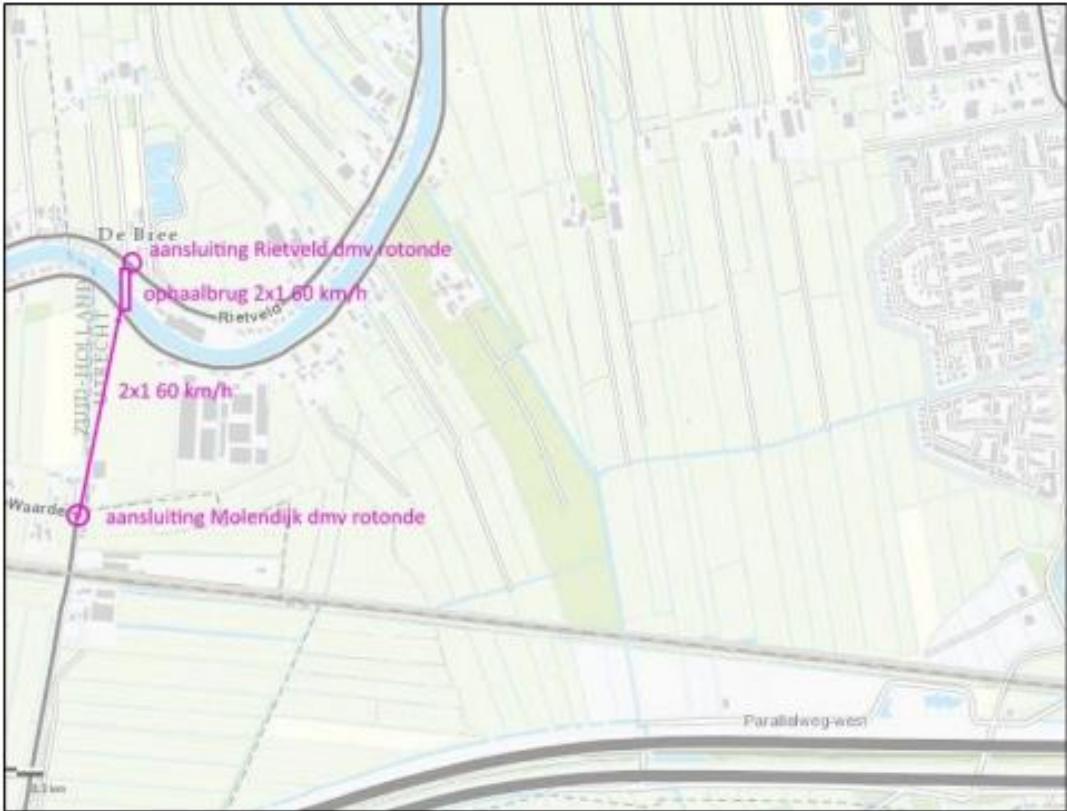 De Bree
aansluiting Rietveld dmv rotonde
ophaalbrug 2x1 60 km/h
Rietveld
ZUID-HOLLAND
UTRECHT
2x1 60 km/h
-Waarde
aansluiting Molendijk dmv rotonde
Parallelweg-west